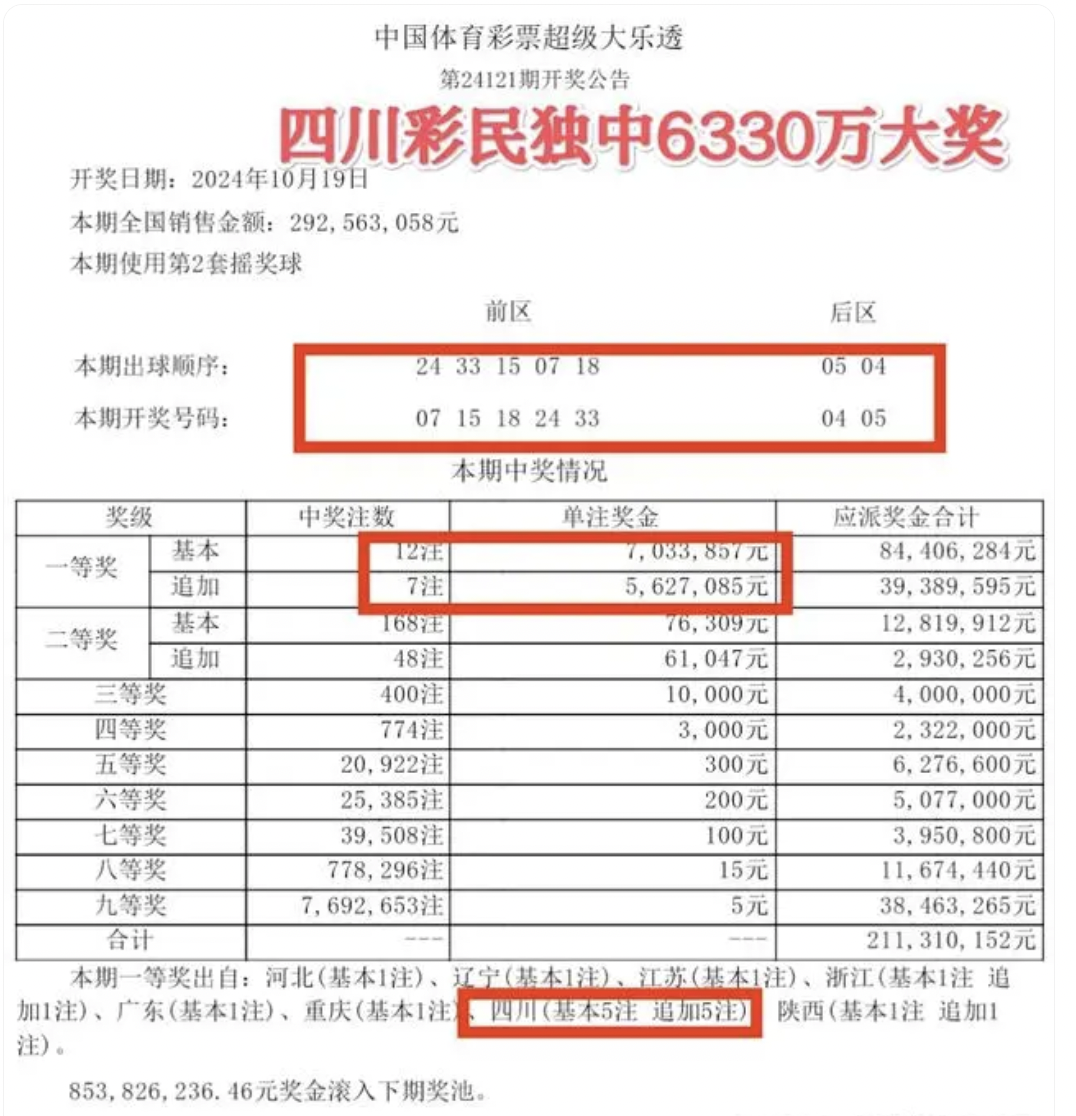 中国体育彩票超级大乐透
第24121期开奖公告
四川彩民独中6330万大奖
开奖日期：2024年10月19日
本期全国销售金额：292,563,058元
本期使用第2套摇奖球
前区 后区
本期出球顺序： 24 33 15 07 18 05 04
本期开奖号码： 07 15 18 24 33 04 05
本期中奖情况
奖级 中奖注数 单注奖金 应派奖金合计
一等奖 基本 12注 7,033,857元 84,406,284元
追加 7注 5,627,085元 39,389,595元
二等奖 基本 168注 76,309元 12,819,912元
追加 48注 61,047元 2,930,256元
三等奖 400注 10,000元 4,000,000元
四等奖 774注 3,000元 2,322,000元
五等奖 20,922注 300元 6,276,600元
六等奖 25,385注 200元 5,077,000元
七等奖 39,508注 100元 3,950,800元
八等奖 778,296注 15元 11,674,440元
九等奖 7,692,653注 5元 38,463,265元
合计 --- --- 211,310,152元
本期一等奖出自：河北(基本1注)、辽宁(基本1注)、江苏(基本1注)、浙江(基本1注 追
加1注)、广东(基本1注)、重庆(基本1注)、四川(基本5注 追加5注) 陕西(基本1注 追加1
注)。
853,826,236.46元奖金滚入下期奖池。